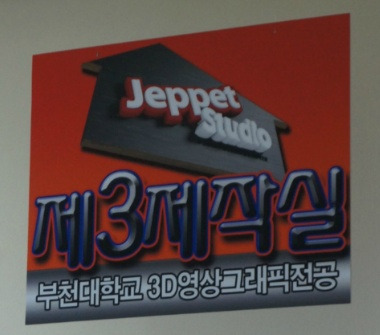 Jeppet
Studio
제3제작실
부천대학교 3D영상그래픽전공